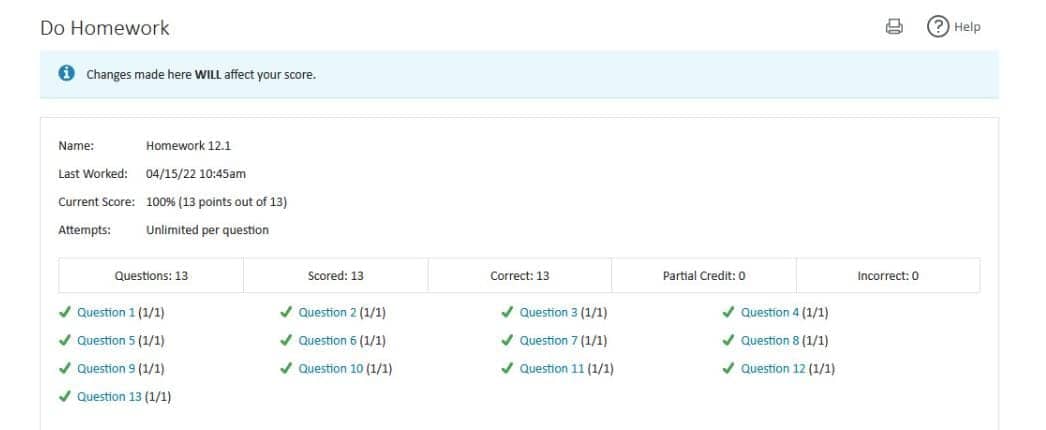 Do Homework
Help
Changes made here WILL affect your score.
Name: Homework 12.1
Last Worked: 04/15/22 10:45am
Current Score: 100% (13 points out of 13)
Attempts: Unlimited per question
Questions: 13 Scored: 13 Correct: 13 Partial Credit: 0 Incorrect: 0
Question 1 (1/1) Question 2 (1/1) Question 3 (1/1) Question 4 (1/1)
Question 5 (1/1) Question 6 (1/1) Question 7 (1/1) Question 8 (1/1)
Question 9 (1/1) Question 10 (1/1) Question 11 (1/1) Question 12 (1/1)
Question 13 (1/1)